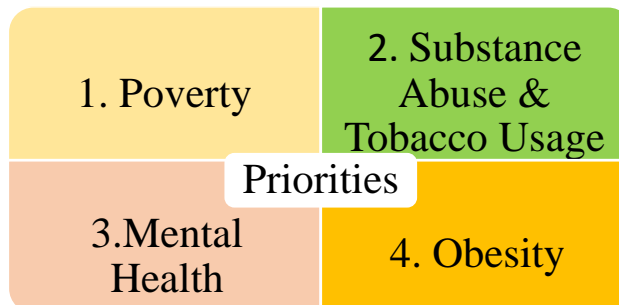 1. Poverty
2. Substance
Abuse &
Tobacco Usage
Priorities
3.Mental
Health
4. Obesity